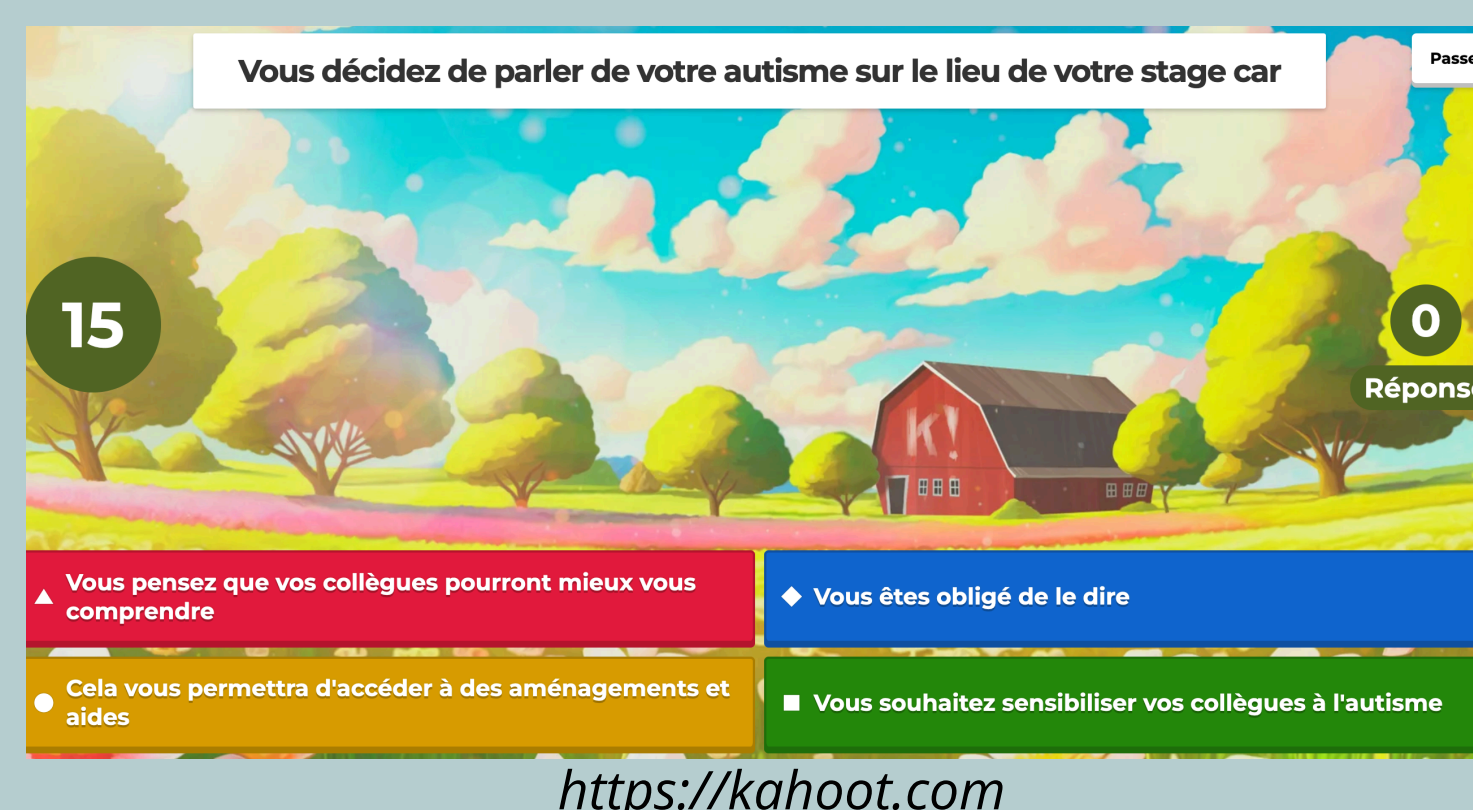 Vous décidez de parler de votre autisme sur le lieu de votre stage car
Passe
15
0
Réponse
K!
Vous pensez que vos collègues pourront mieux vous
comprendre
Vous êtes obligé de le dire
Cela vous permettra d'accéder à des aménagements et
aides
Vous souhaitez sensibiliser vos collègues à l'autisme
https://kahoot.com